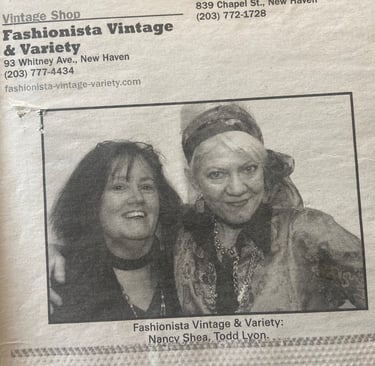 839 Chapel St., New Haven
(203) 772-1728
Vintage Shop
Fashionista Vintage
& Variety
93 Whitney Ave., New Haven
(203) 777-4434
fashionista-vintage-variety.com
Fashionista Vintage & Variety:
Nancy Shea, Todd Lyon.